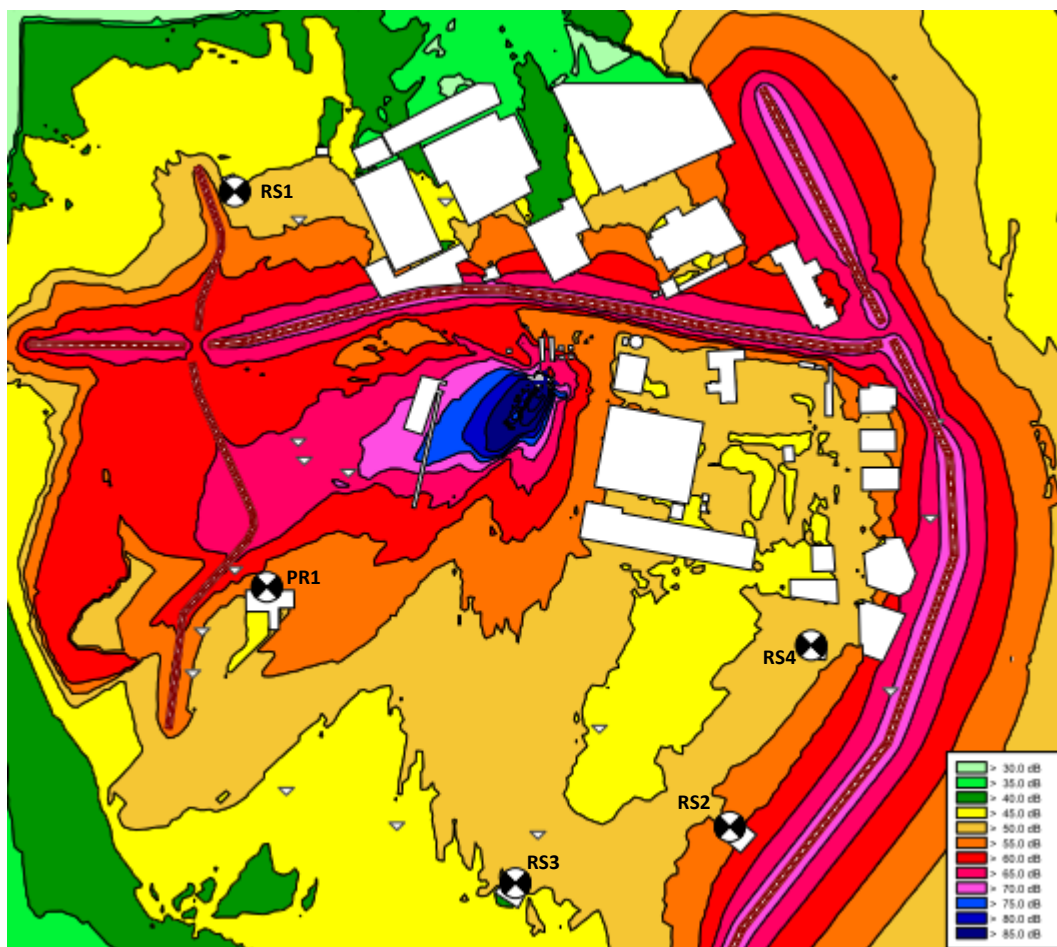 RS1
PR1
RS4
RS2
RS3
> 30.0 dB
> 35.0 dB
> 40.0 dB
> 45.0 dB
> 50.0 dB
> 55.0 dB
> 60.0 dB
> 65.0 dB
> 70.0 dB
> 75.0 dB
> 80.0 dB
> 85.0 dB